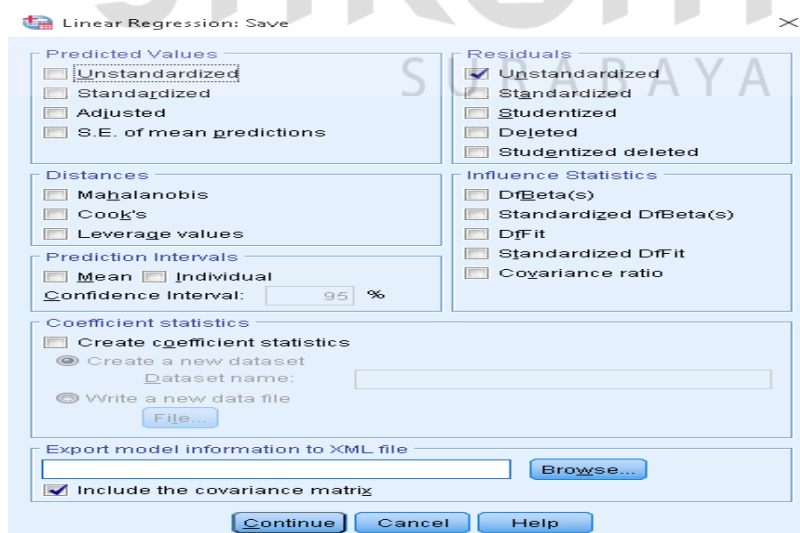 Linear Regression: Save
Predicted Values
Unstandardized
Standardized
Adjusted
S.E. of mean predictions
Residuals
Unstandardized
Standardized
Studentized
Deleted
Studentized deleted
Distances
Mahalanobis
Cook's
Leverage values
Influence Statistics
DfBeta(s)
Standardized DfBeta(s)
DfFit
Standardized DfFit
Covariance ratio
Prediction Intervals
Mean Individual
Confidence Interval: 95 %
Coefficient statistics
Create coefficient statistics
Create a new dataset
Dataset name:
Write a new data file
File...
Export model information to XML file
Browse...
Include the covariance matrix
Continue Cancel Help
SURABAYA